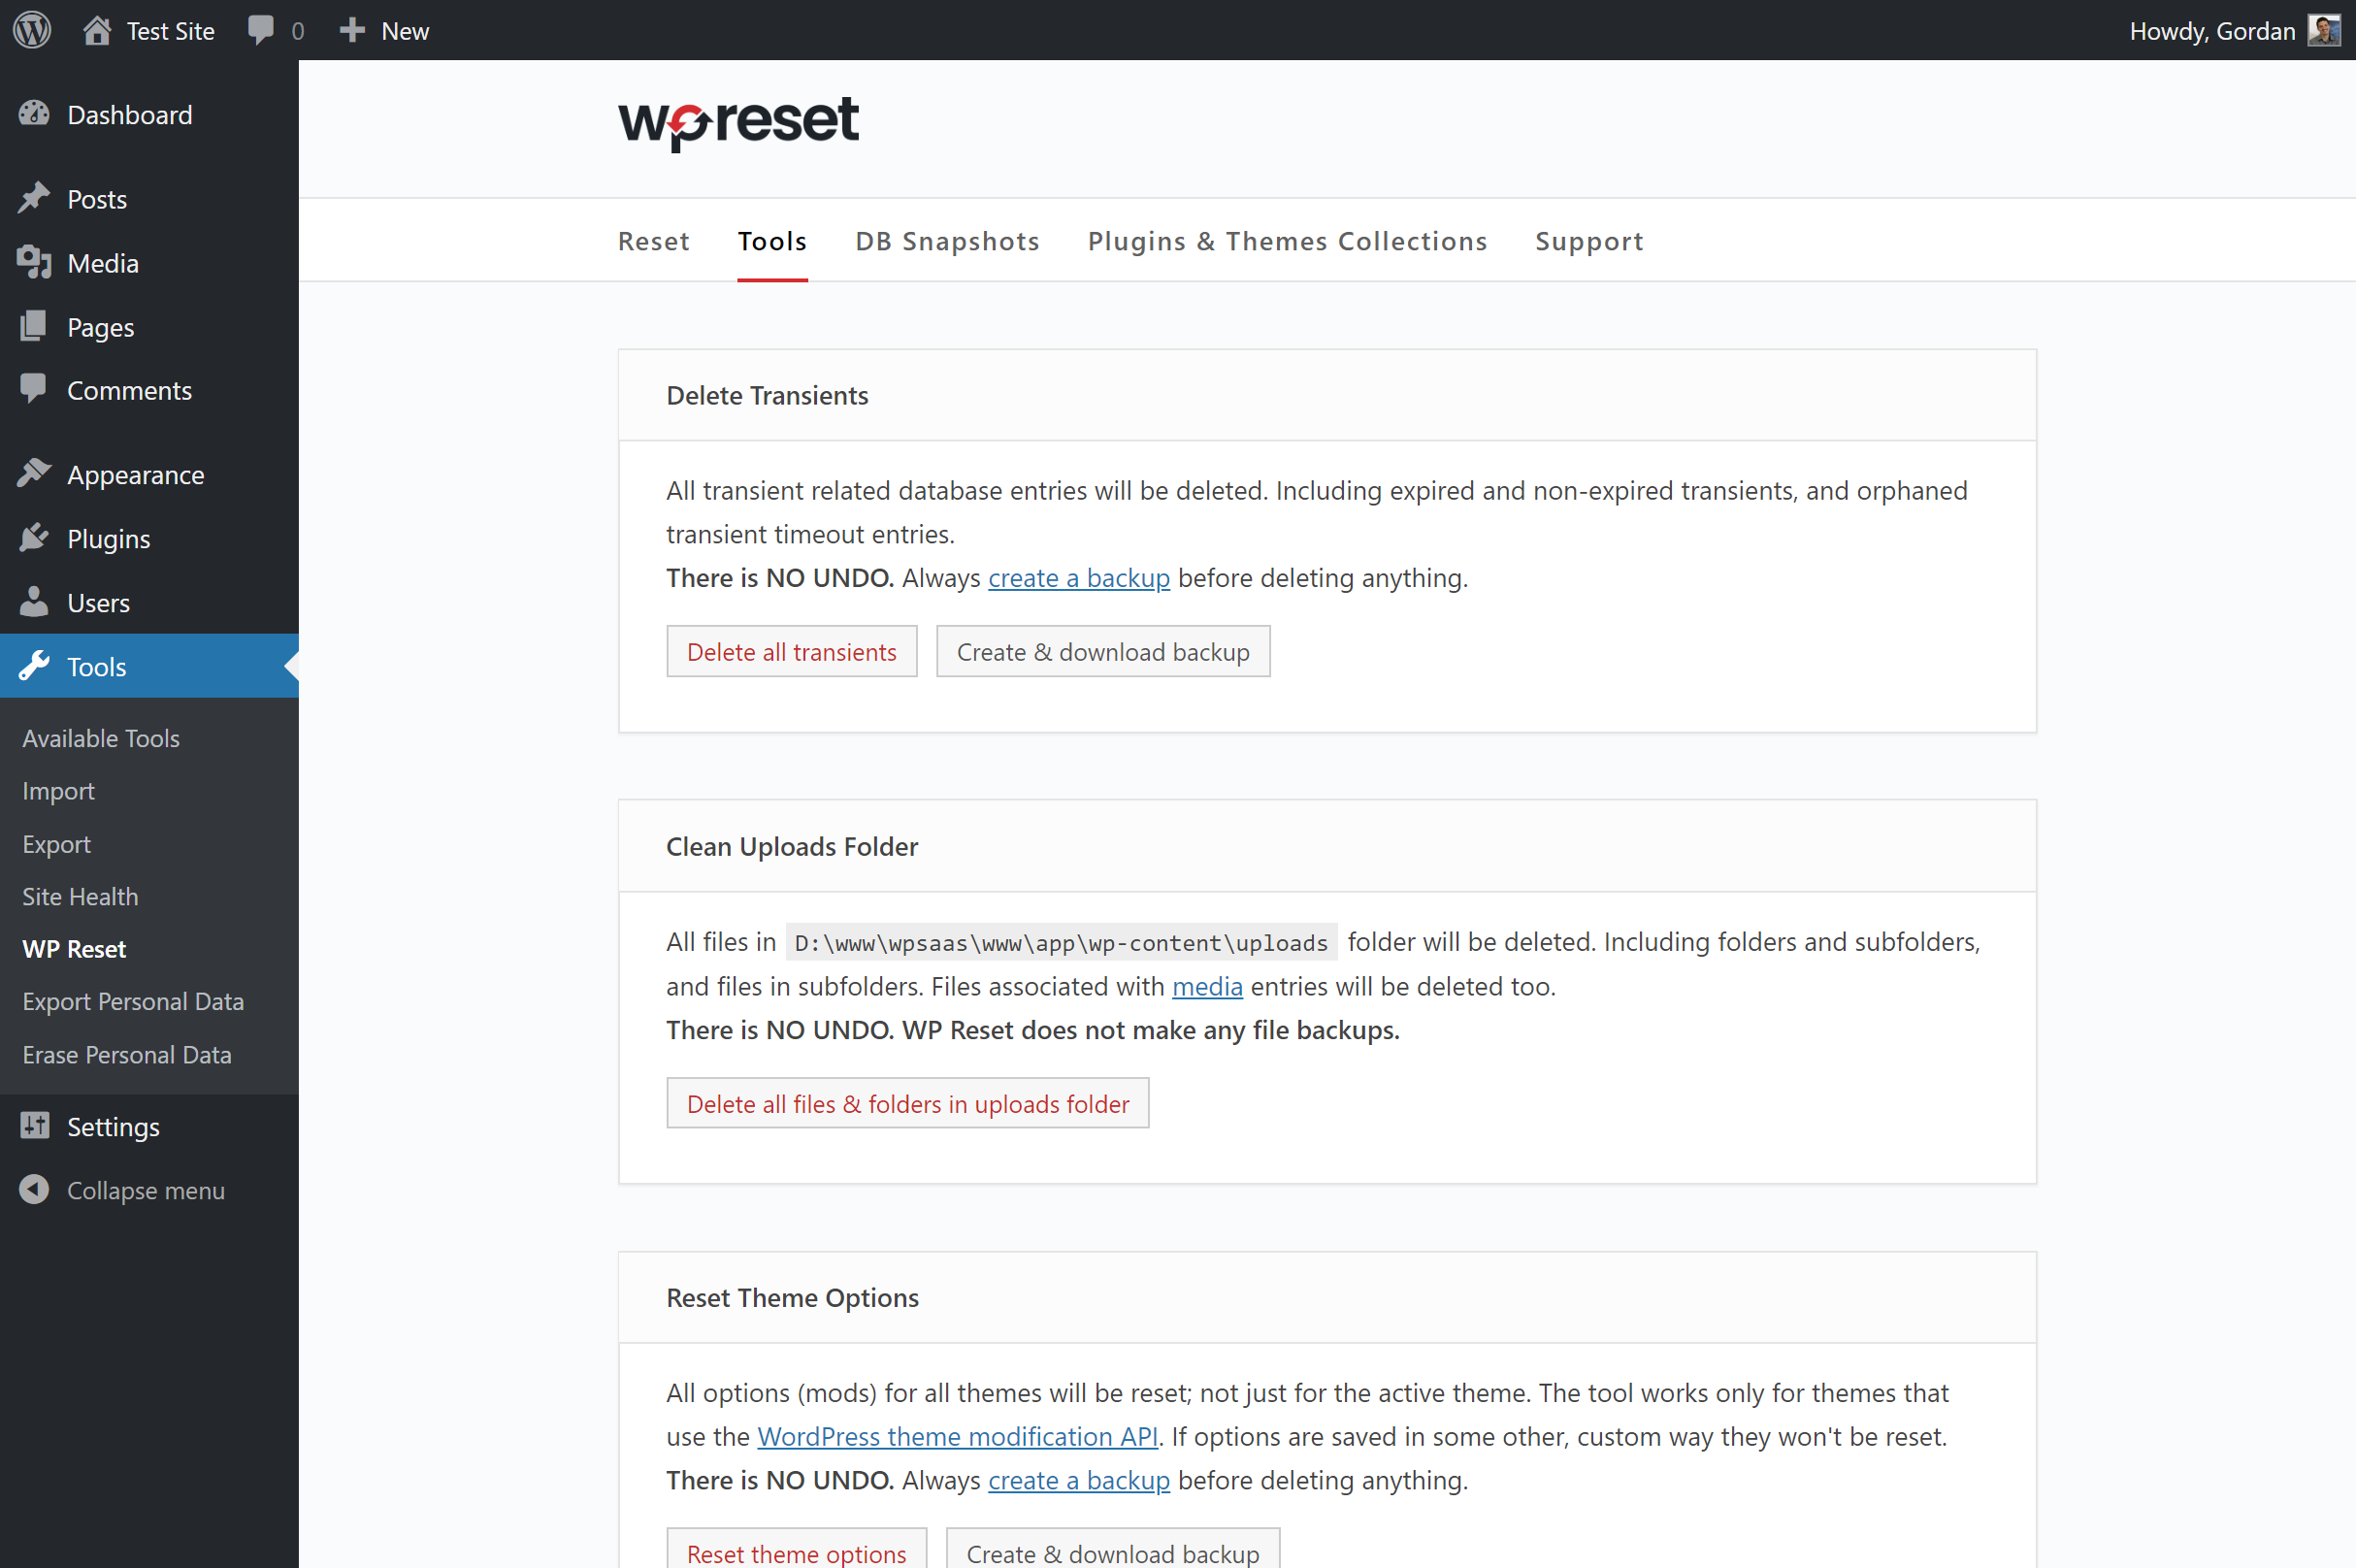 Test Site
0
New
Howdy, Gordan
Dashboard
Posts
Media
Pages
Comments
Appearance
Plugins
Users
Tools
Available Tools
Import
Export
Site Health
WP Reset
Export Personal Data
Erase Personal Data
Settings
Collapse menu
wpreset
Reset
Tools
DB Snapshots
Plugins & Themes Collections
Support
Delete Transients
All transient related database entries will be deleted. Including expired and non-expired transients, and orphaned
transient timeout entries.
There is NO UNDO. Always create a backup before deleting anything.
Delete all transients
Create & download backup
Clean Uploads Folder
All files in D:\www\wpsaas\www\app\wp-content\uploads folder will be deleted. Including folders and subfolders,
and files in subfolders. Files associated with media entries will be deleted too.
There is NO UNDO. WP Reset does not make any file backups.
Delete all files & folders in uploads folder
Reset Theme Options
All options (mods) for all themes will be reset; not just for the active theme. The tool works only for themes that
use the WordPress theme modification API. If options are saved in some other, custom way they won't be reset.
There is NO UNDO. Always create a backup before deleting anything.
Reset theme options
Create & download backup